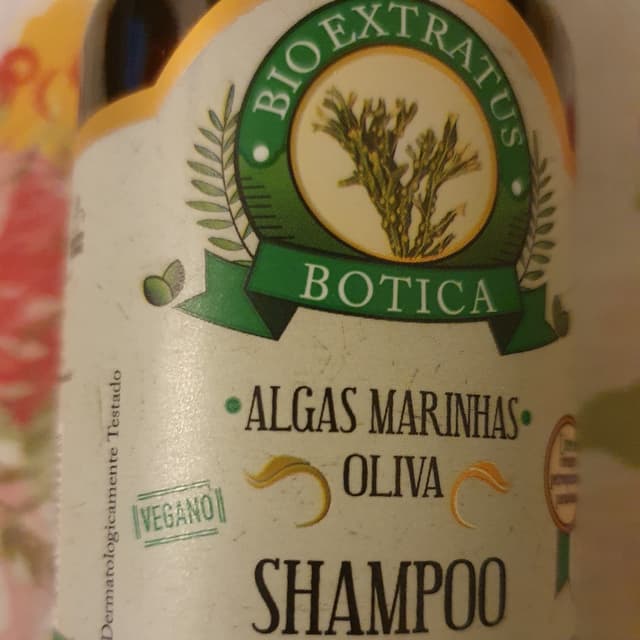 BIO EXTRATUS
BOTICA
ALGAS MARINHAS
OLIVA
VEGANO
Dermatologicamente Testado
SHAMPOO